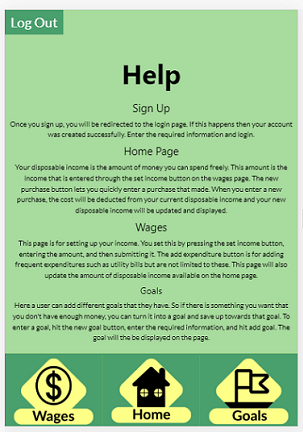 Log Out
Help
Sign Up
Once you sign up, you will be redirected to the login page. If this happens then your account
was created successfully. Enter the required information and login.
Home Page
Your disposable income is the amount of money you can spend freely. This amount is the
income that is entered through the set income button on the wages page. The new
purchase button lets you quickly enter a purchase that made. When you enter a new
purchase, the cost will be deducted from your current disposable income and your new
disposable income will be updated and displayed.
Wages
This page is for setting up your income. You set this by pressing the set income button,
entering the amount, and then submitting it. The add expenditure button is for adding
frequent expenditures such as utility bills but are not limited to these. This page will also
update the amount of disposable income available on the home page.
Goals
Here a user can add different goals that they have. So if there is something you want that
you don't have enough money, you can turn it into a goal and save up towards that goal. To
enter a goal, hit the new goal button, enter the required information, and hit add goal. The
goal will the be displayed on the page.
Wages
Home
Goals